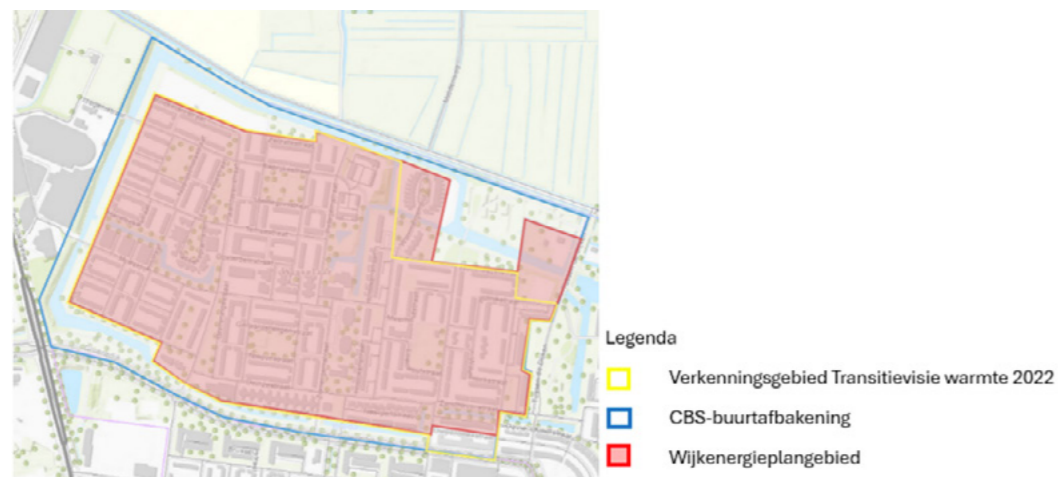 Legenda
Verkenningsgebied Transitievisie warmte 2022
CBS-buurtafbakening
Wijkenergieplangebied